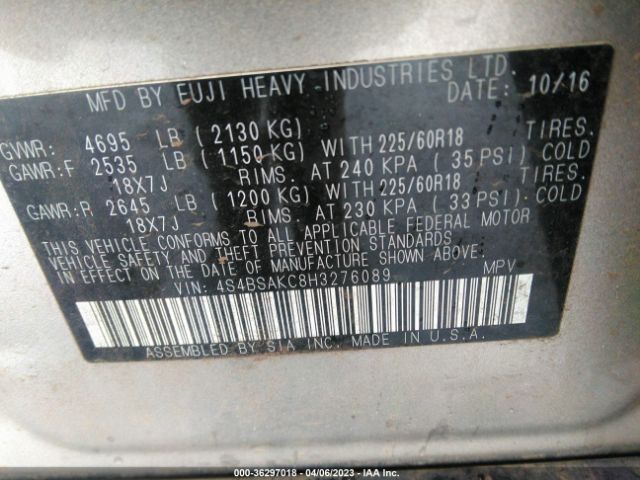 MFD BY FUJI HEAVY INDUSTRIES LTD.
DATE: 10/16
GVWR: 4695 LB (2130 KG)
GAWR:F 2535 LB (1150 KG) WITH 225/60R18 TIRES.
18X7J RIMS. AT 240 KPA (35 PSI) COLD
GAWR:R 2645 LB (1200 KG) WITH 225/60R18 TIRES.
18X7J RIMS. AT 230 KPA (33 PSI) COLD
THIS VEHICLE CONFORMS TO ALL APPLICABLE FEDERAL MOTOR
VEHICLE SAFETY AND THEFT PREVENTION STANDARDS
IN EFFECT ON THE DATE OF MANUFACTURE SHOWN ABOVE.
VIN: 4S4BSAKC8H3276089 MPV
ASSEMBLED BY SIA INC. MADE IN U.S.A.
000-36297018 - 04/06/2023 - IAA Inc.